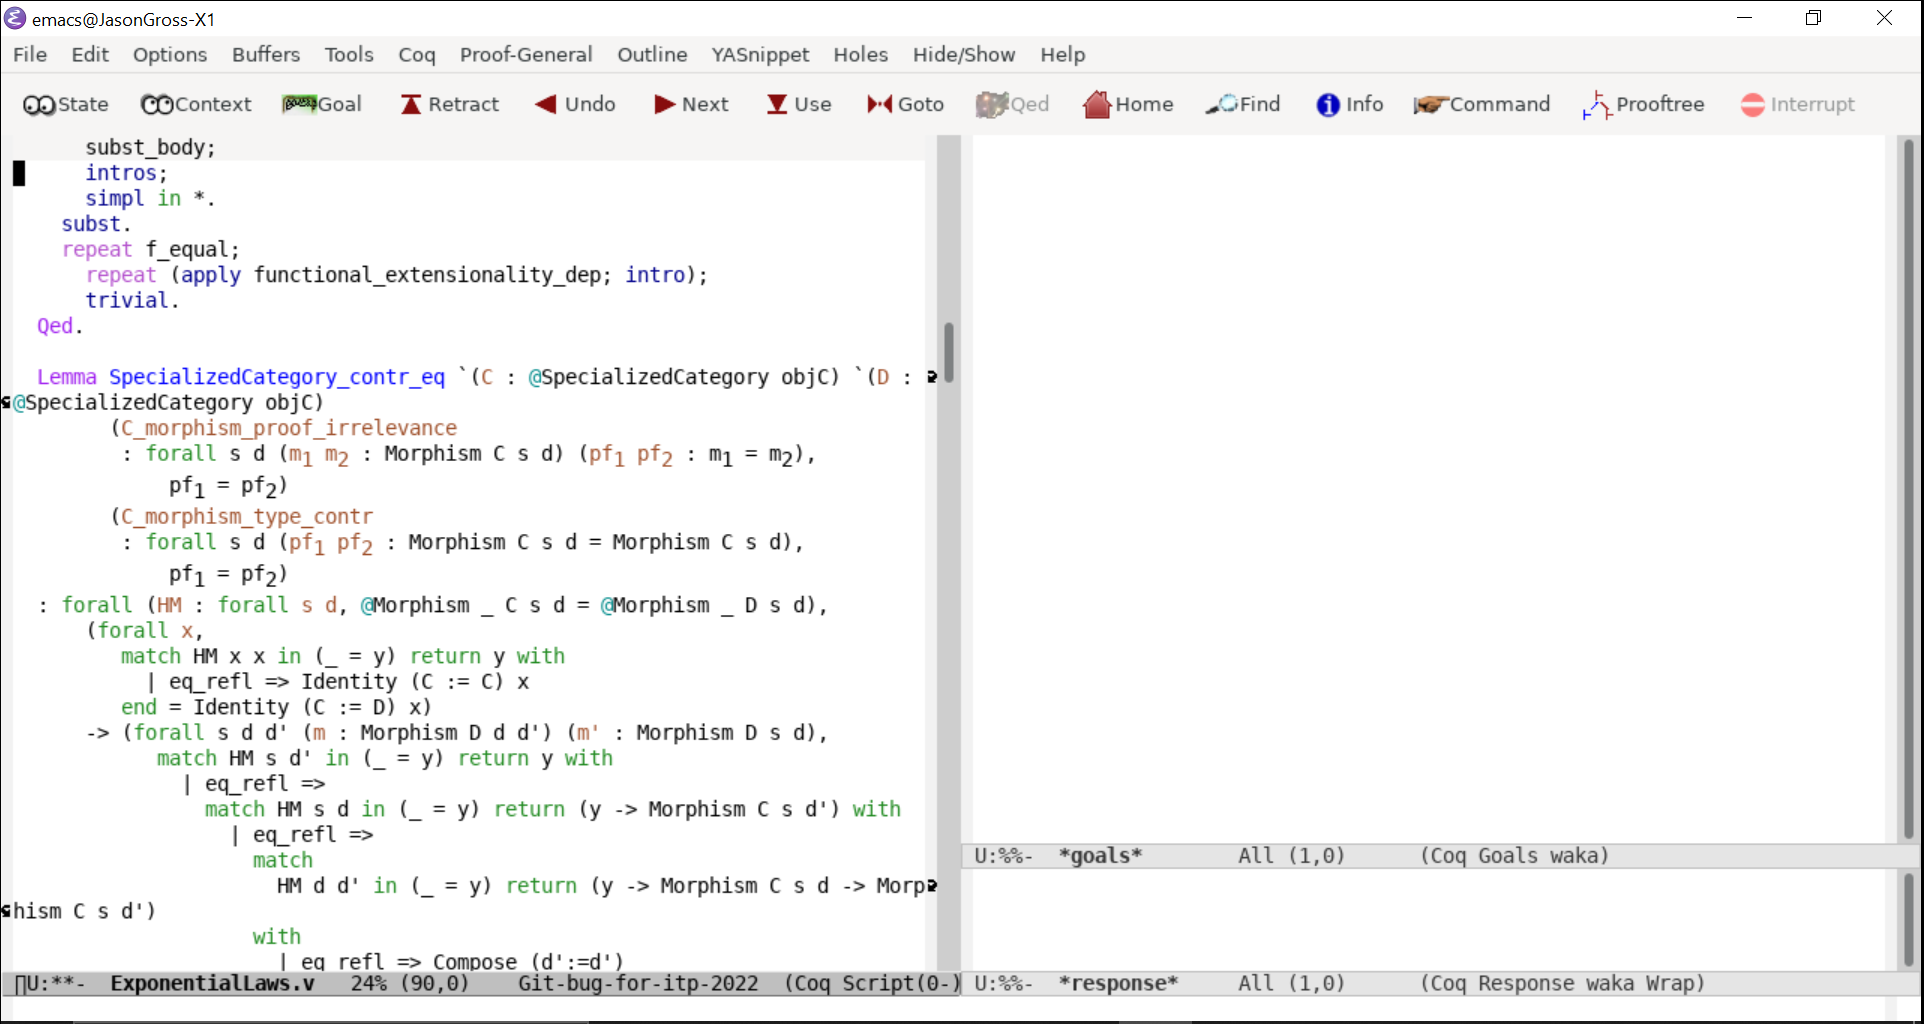 emacs@JasonGross-X1
File Edit Options Buffers Tools Coq Proof-General Outline YASnippet Holes Hide/Show Help
State Context Goal Retract Undo Next Use Goto Qed Home Find Info Command Prooftree Interrupt
subst_body;
intros;
simpl in *.
subst.
repeat f_equal;
repeat (apply functional_extensionality_dep; intro);
trivial.
Qed.
Lemma SpecializedCategory_contr_eq `(C : @SpecializedCategory objC) `(D :
@SpecializedCategory objC)
(C_morphism_proof_irrelevance
: forall s d (m₁ m₂ : Morphism C s d) (pf₁ pf₂ : m₁ = m₂),
pf₁ = pf₂)
(C_morphism_type_contr
: forall s d (pf₁ pf₂ : Morphism C s d = Morphism C s d),
pf₁ = pf₂)
: forall (HM : forall s d, @Morphism _ C s d = @Morphism _ D s d),
(forall x,
match HM x x in (_ = y) return y with
| eq_refl => Identity (C := C) x
end = Identity (C := D) x)
-> (forall s d d' (m : Morphism D d d') (m' : Morphism D s d),
match HM s d' in (_ = y) return y with
| eq_refl =>
match HM s d in (_ = y) return (y -> Morphism C s d') with
| eq_refl =>
match
HM d d' in (_ = y) return (y -> Morphism C s d -> Morp
hism C s d')
with
| eq_refl => Compose (d':=d')
U:**- ExponentialLaws.v 24% (90,0) Git-bug-for-itp-2022 (Coq Script(0-)
U:%%- *goals* All (1,0) (Coq Goals waka)
U:%%- *response* All (1,0) (Coq Response waka Wrap)